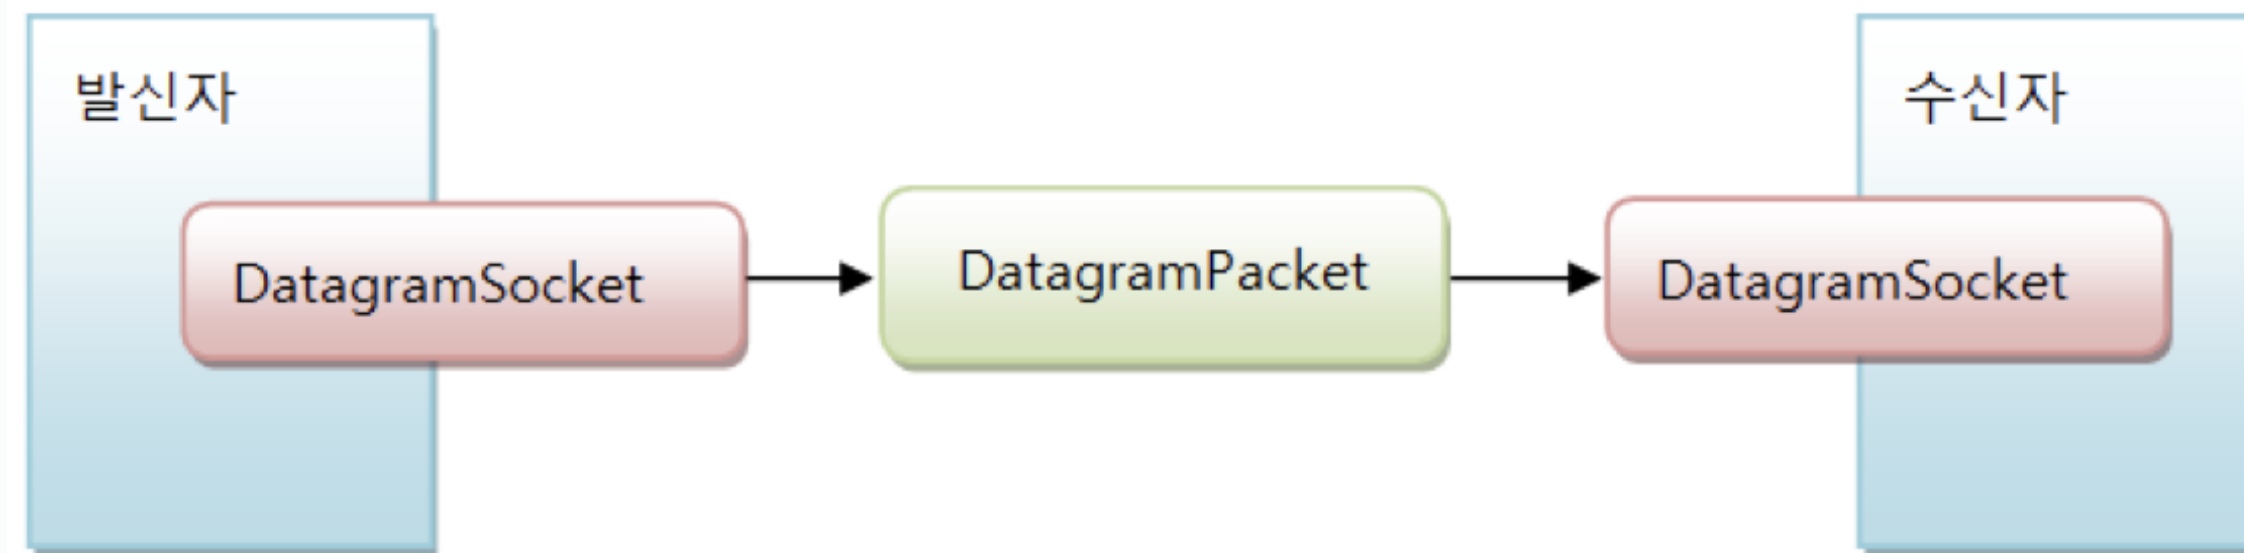 발신자
수신자
DatagramSocket
DatagramPacket
DatagramSocket